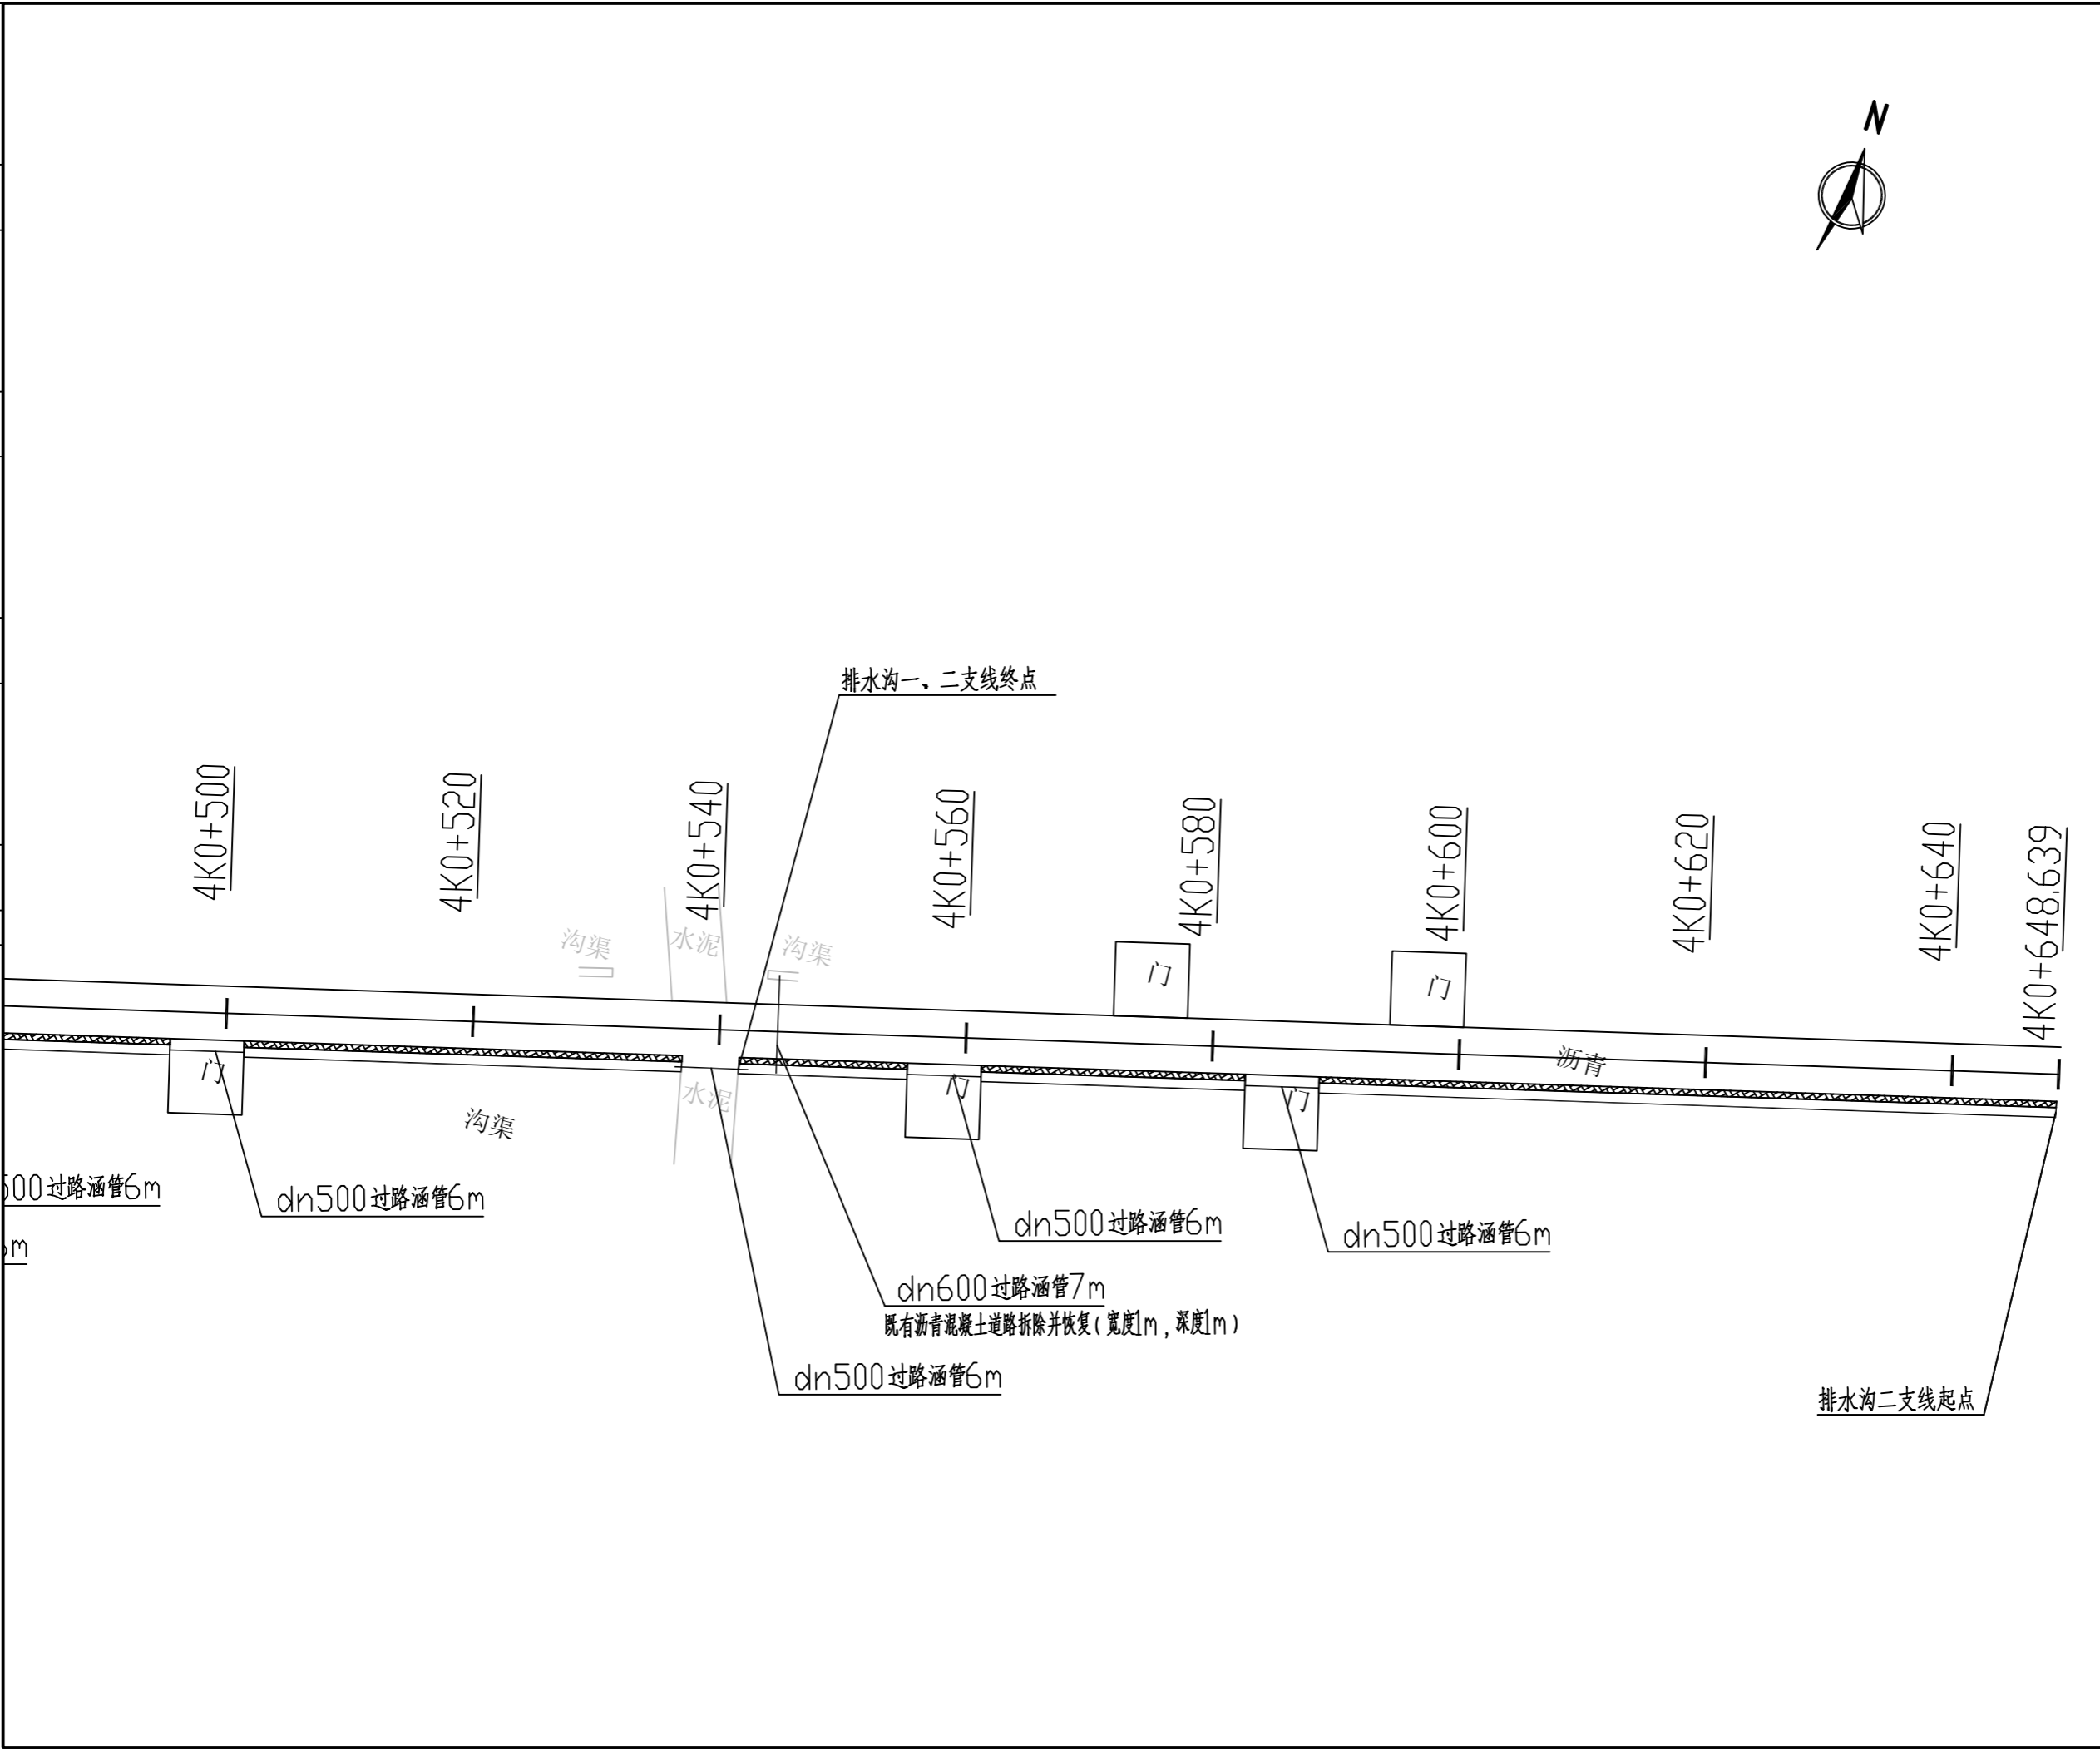 N
排水沟一、二支线终点
4K0+500
4K0+520
4K0+540
4K0+560
4K0+580
4K0+600
4K0+620
4K0+640
4K0+648.639
沟渠
水泥
沟渠
门
门
沥青
门
水泥
门
门
沟渠
500过路涵管6m
dn500过路涵管6m
dn500过路涵管6m
dn500过路涵管6m
m
dn600过路涵管7m
既有沥青混凝土道路拆除并恢复(宽度1m,深度1m)
dn500过路涵管6m
排水沟二支线起点